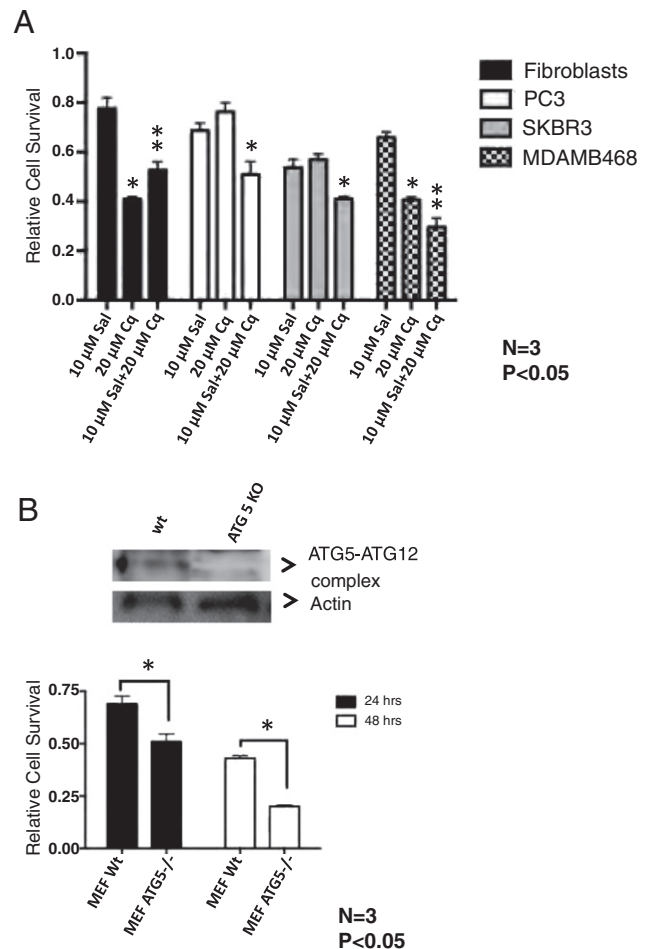 A
Relative Cell Survival
1.0
0.8
0.6
0.4
0.2
0.0
*
**
*
*
*
**
10 µM Sal
20 µM Cq
10 µM Sal+20 µM Cq
10 µM Sal
20 µM Cq
10 µM Sal+20 µM Cq
10 µM Sal
20 µM Cq
10 µM Sal+20 µM Cq
10 µM Sal
20 µM Cq
10 µM Sal+20 µM Cq
Fibroblasts
PC3
SKBR3
MDAMB468
N=3
P<0.05
B
wt
ATG 5 KO
ATG5-ATG12
complex
Actin
Relative Cell Survival
0.75
0.50
0.25
0.00
*
*
MEF Wt
MEF ATG5-/-
MEF Wt
MEF ATG5-/-
24 hrs
48 hrs
N=3
P<0.05